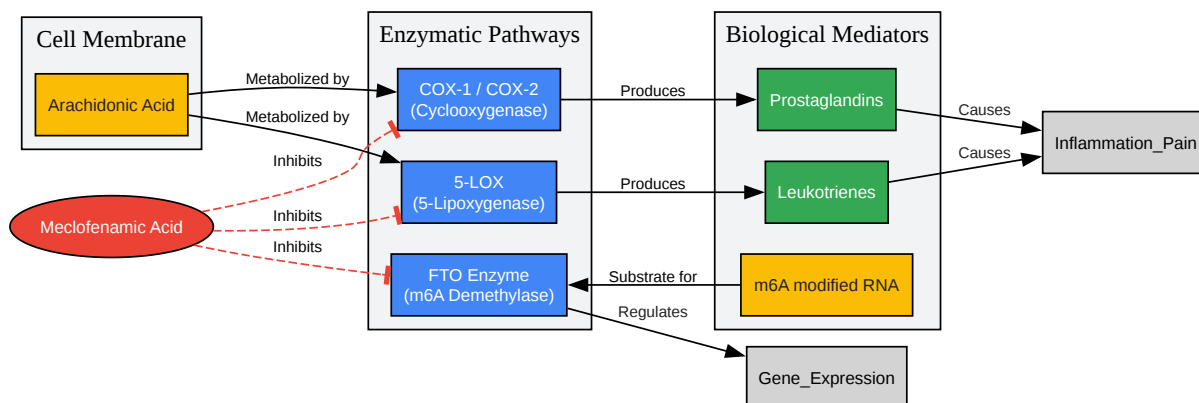 Cell Membrane
Enzymatic Pathways
Biological Mediators
Arachidonic Acid
Metabolized by
Metabolized by
COX-1 / COX-2
(Cyclooxygenase)
Produces
Prostaglandins
Causes
Inflammation_Pain
Causes
Inhibits
5-LOX
(5-Lipoxygenase)
Produces
Leukotrienes
Meclofenamic Acid
Inhibits
Inhibits
FTO Enzyme
(m6A Demethylase)
Substrate for
m6A modified RNA
Regulates
Gene_Expression